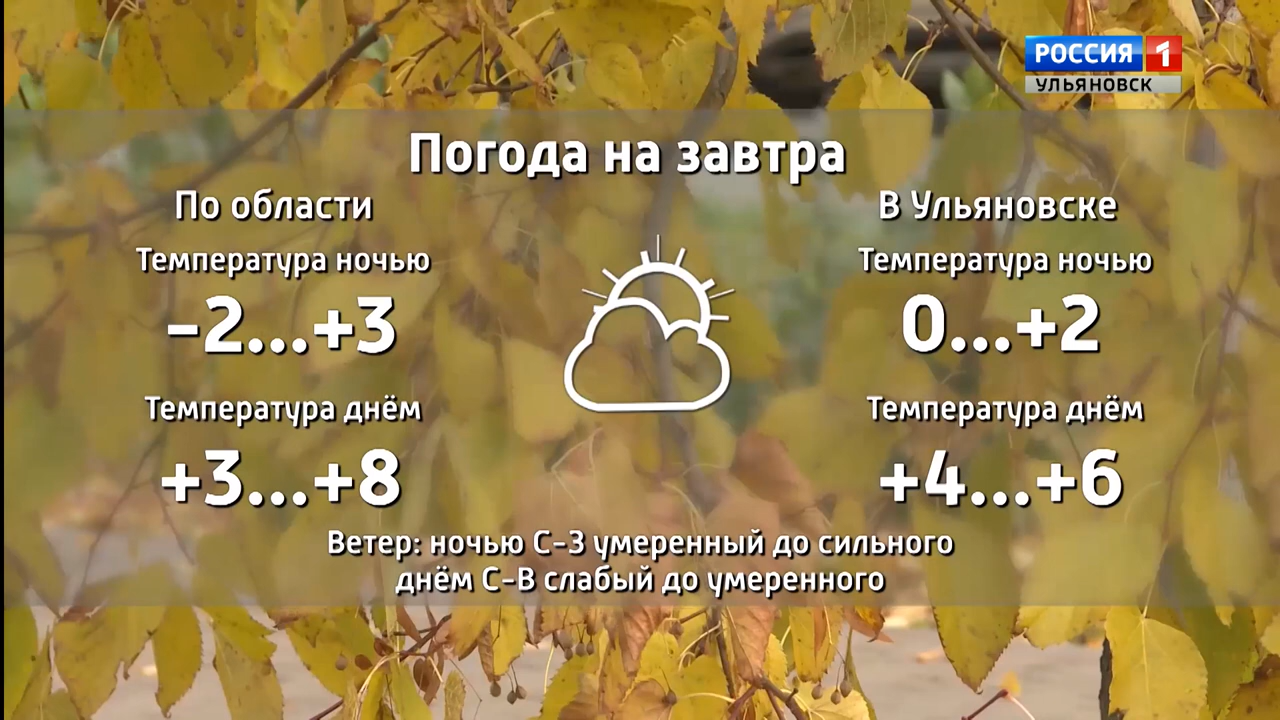 РОССИЯ 1
УЛЬЯНОВСК
Погода на завтра
По области
Температура ночью
-2...+3
Температура днём
+3...+8
В Ульяновске
Температура ночью
0...+2
Температура днём
+4...+6
Ветер: ночью С-З умеренный до сильного
днём С-В слабый до умеренного